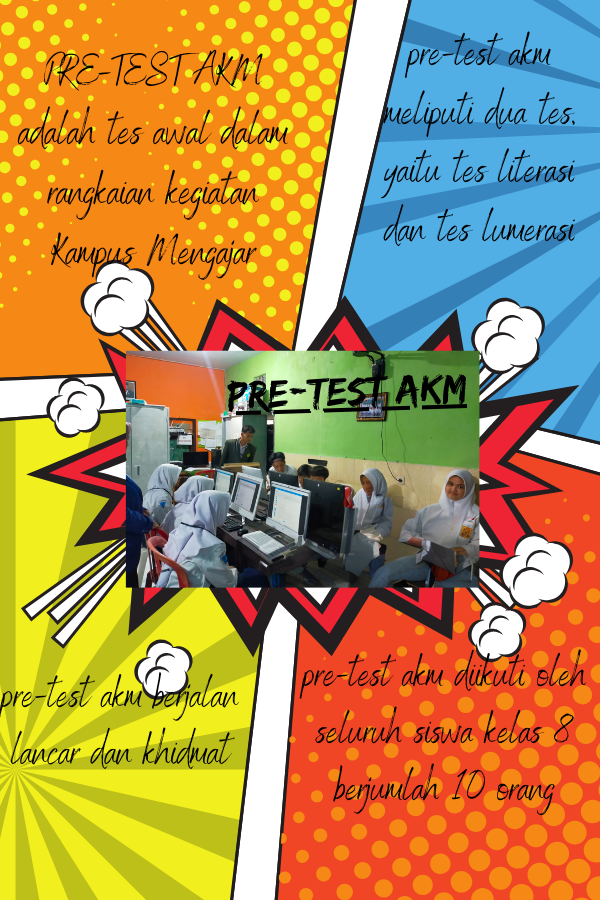 PRE-TEST AKM
adalah tes awal dalam
rangkaian kegiatan
Kampus Mengajar
pre-test akm
meliputi dua tes,
yaitu tes literasi
dan tes lumerasi
PRE-TEST AKM
pre-test akm berjalan
lancar dan khidmat
pre-test akm diikuti oleh
seluruh siswa kelas 8
berjumlah 10 orang